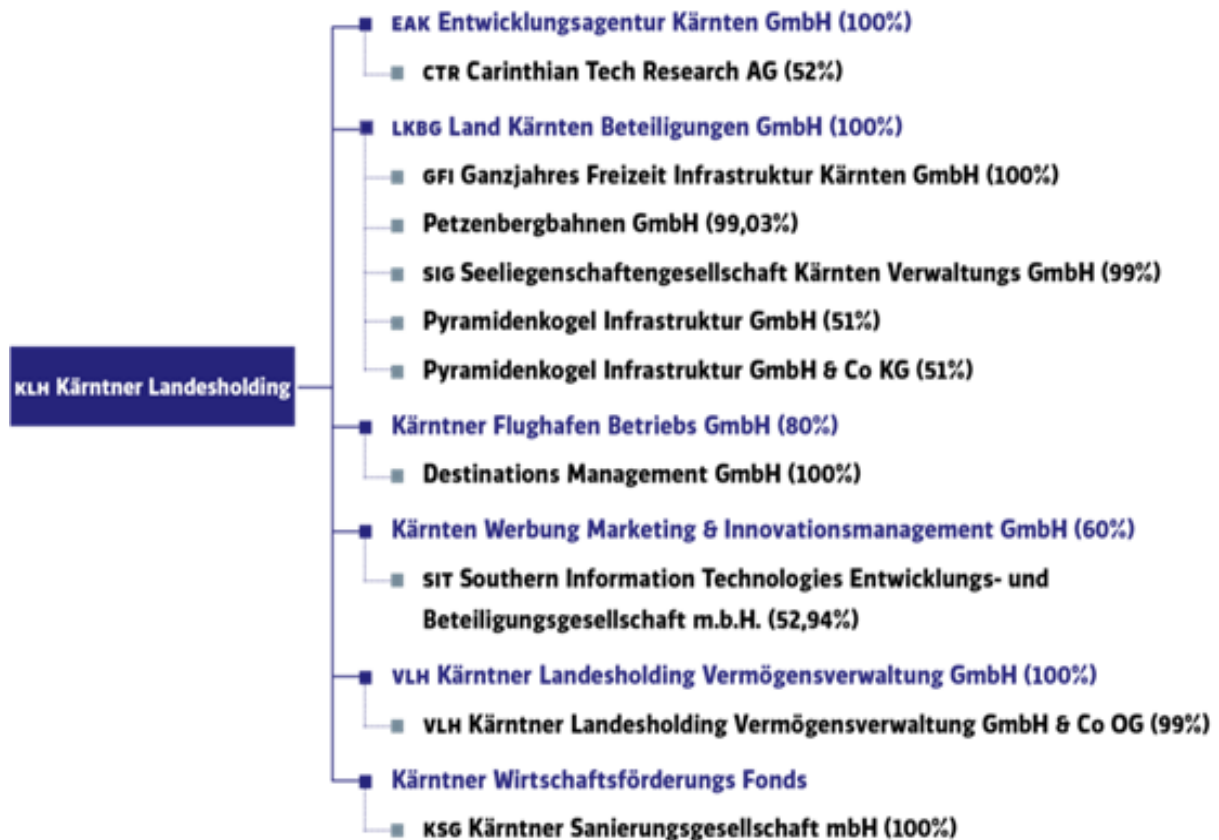 EAK Entwicklungsagentur Kärnten GmbH (100%)
CTR Carinthian Tech Research AG (52%)
LKBG Land Kärnten Beteiligungen GmbH (100%)
GFI Ganzjahres Freizeit Infrastruktur Kärnten GmbH (100%)
Petzenbergbahnen GmbH (99,03%)
SIG Seeliegenschaftengesellschaft Kärnten Verwaltungs GmbH (99%)
Pyramidenkogel Infrastruktur GmbH (51%)
Pyramidenkogel Infrastruktur GmbH & Co KG (51%)
KLH Kärntner Landesholding
Kärntner Flughafen Betriebs GmbH (80%)
Destinations Management GmbH (100%)
Kärnten Werbung Marketing & Innovationsmanagement GmbH (60%)
SIT Southern Information Technologies Entwicklungs- und
Beteiligungsgesellschaft m.b.H. (52,94%)
VLH Kärntner Landesholding Vermögensverwaltung GmbH (100%)
VLH Kärntner Landesholding Vermögensverwaltung GmbH & Co OG (99%)
Kärntner Wirtschaftsförderungs Fonds
KSG Kärntner Sanierungsgesellschaft mbH (100%)